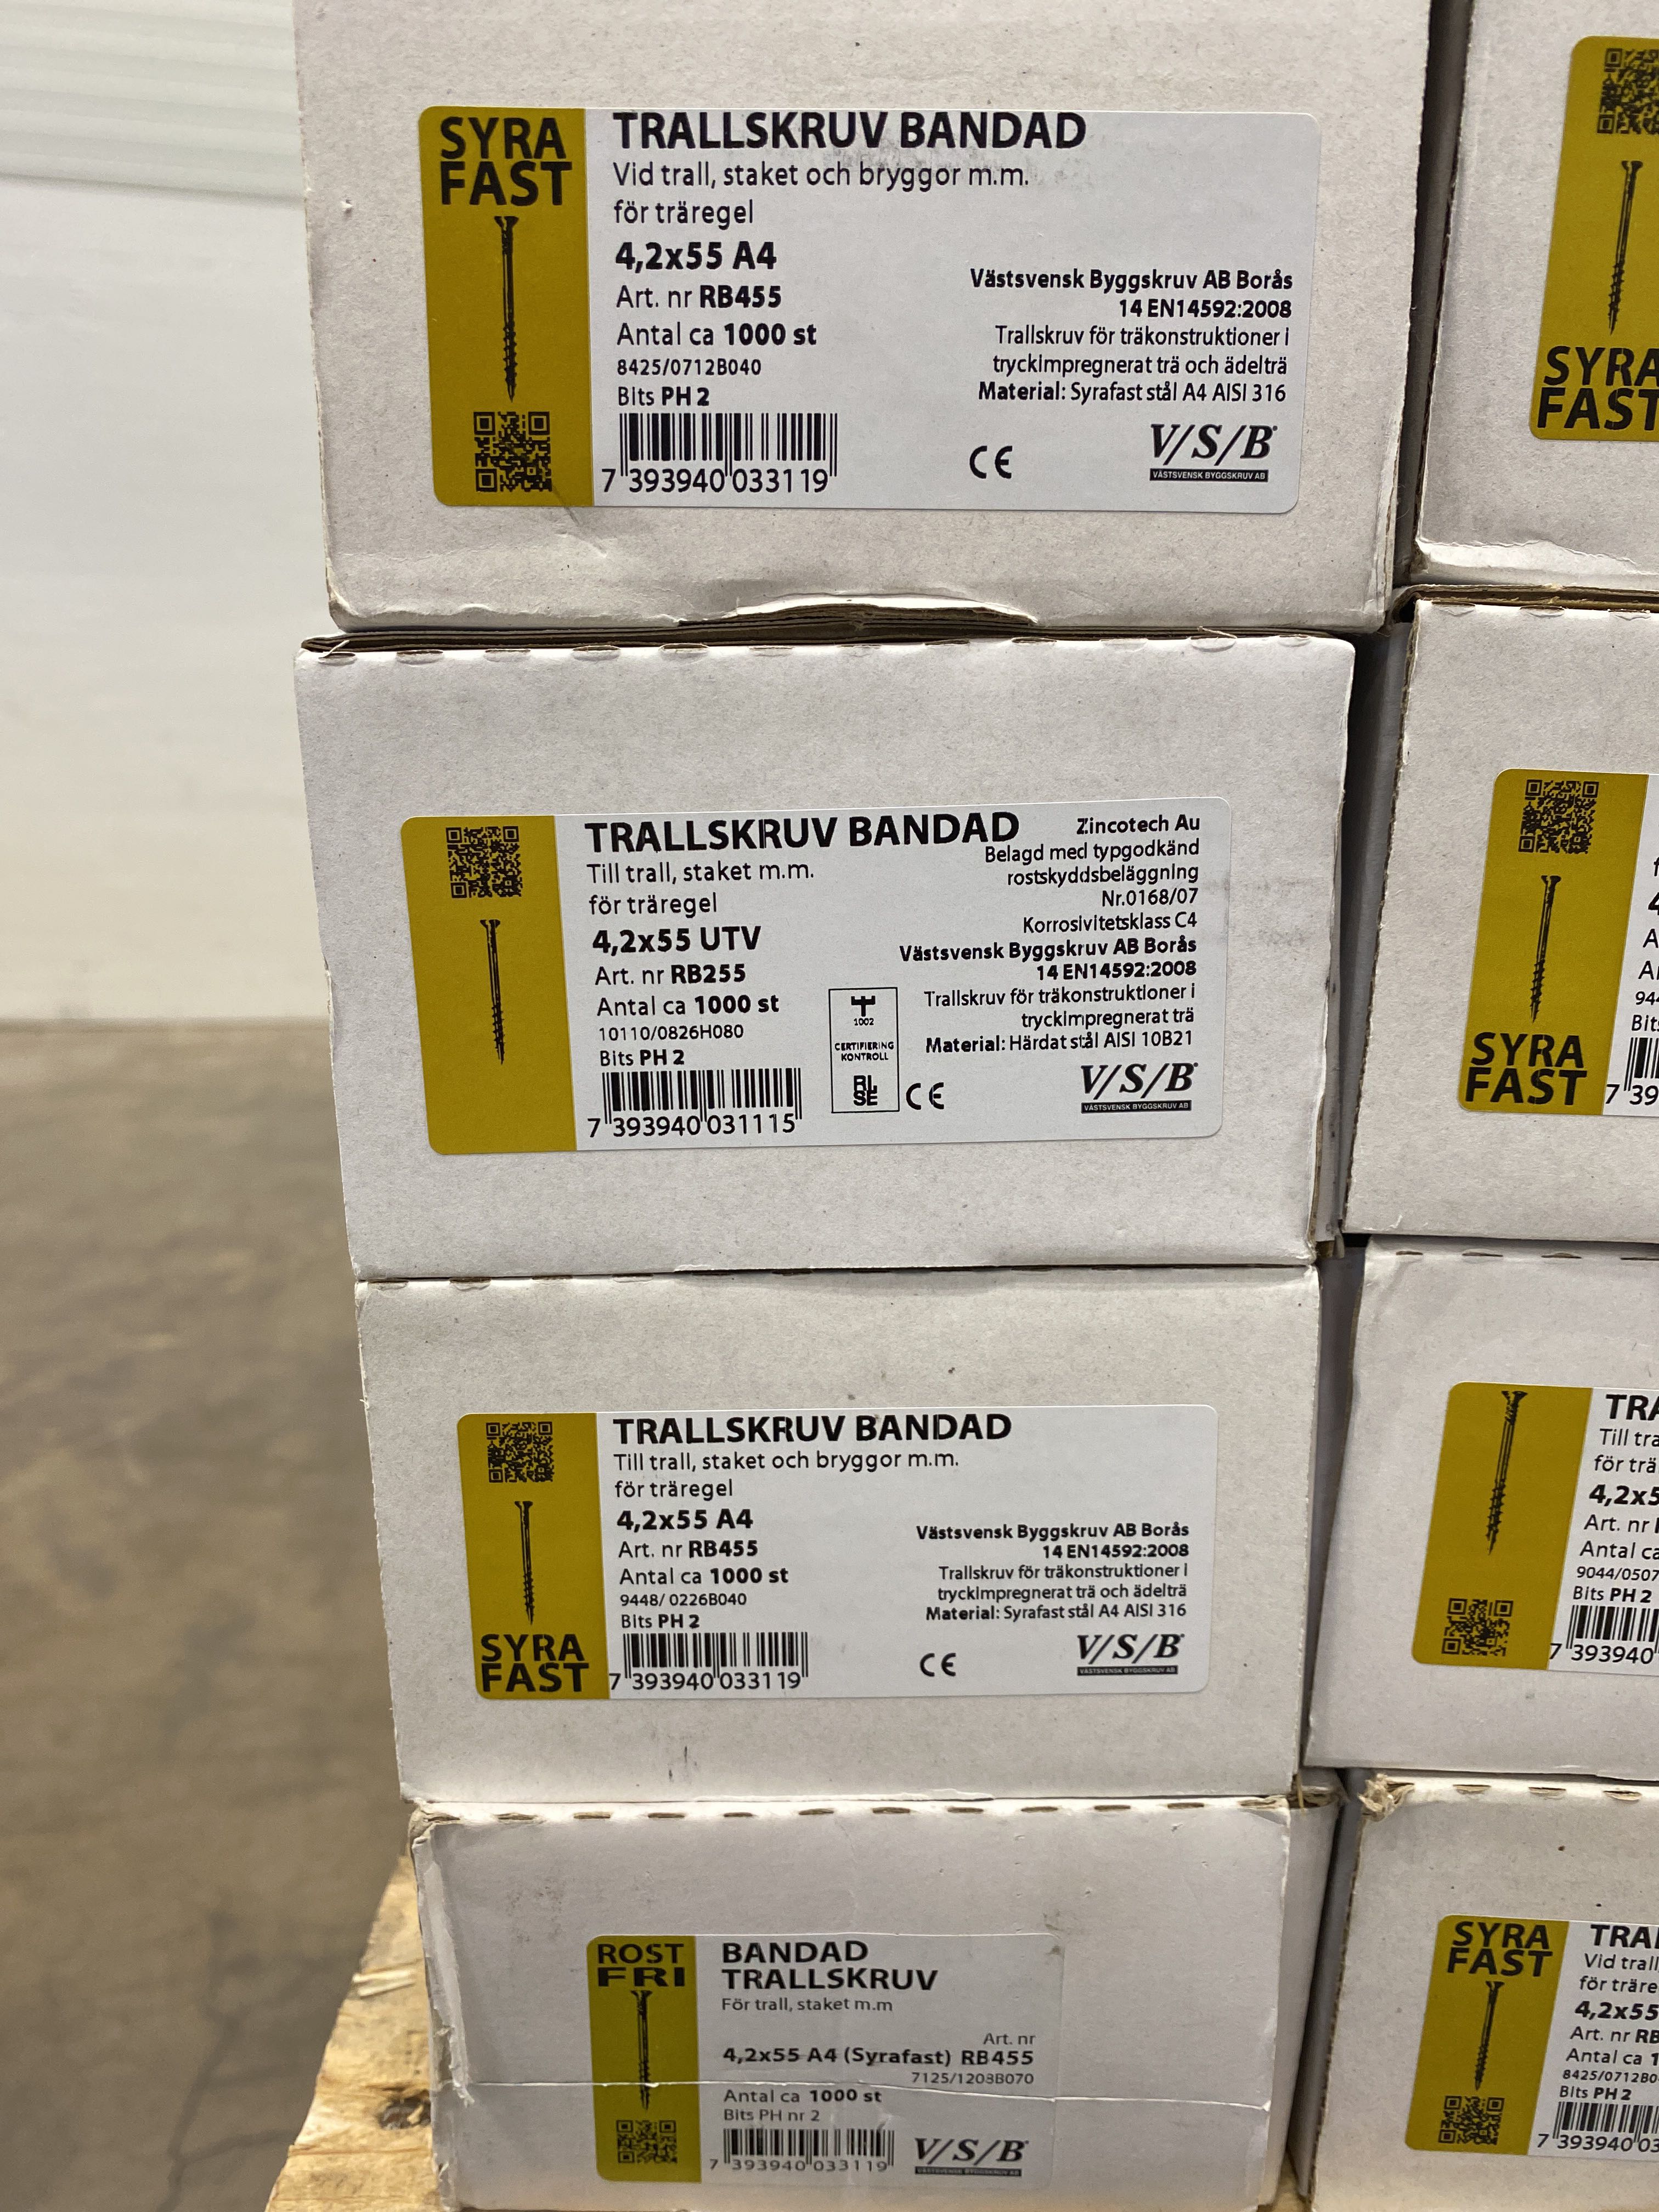 SYRA
FAST
TRALLSKRUV BANDAD
Vid trall, staket och bryggor m.m.
för träregel
4,2x55 A4
Art. nr RB455
Antal ca 1000 st
8425/0712B040
Bits PH 2
7 393940 033119
Västsvensk Byggskruv AB Borås
14 EN14592:2008
Trallskruv för träkonstruktioner i
tryckimpregnerat trä och ädelträ
Material: Syrafast stål A4 AISI 316
CE
V/S/B
VÄSTSVENSK BYGGSKRUV AB
SYRA
FAST
TRALLSKRUV BANDAD
Till trall, staket m.m.
för träregel
4,2x55 UTV
Art. nr RB255
Antal ca 1000 st
10110/0826H080
Bits PH 2
7 393940 031115
1002
CERTIFIERING
KONTROLL
Zincotech Au
Belagd med typgodkänd
rostskyddsbeläggning
Nr.0168/07
Korrosivitetsklass C4
Västsvensk Byggskruv AB Borås
14 EN14592:2008
Trallskruv för träkonstruktioner i
tryckimpregnerat trä
Material: Härdat stål AISI 10B21
CE
V/S/B
VÄSTSVENSK BYGGSKRUV AB
SYRA
FAST
7 39
TRALLSKRUV BANDAD
Till trall, staket och bryggor m.m.
för träregel
4,2x55 A4
Art. nr RB455
Antal ca 1000 st
9448/ 0226B040
Bits PH 2
SYRA
FAST
7 393940 033119
Västsvensk Byggskruv AB Borås
14 EN14592:2008
Trallskruv för träkonstruktioner i
tryckimpregnerat trä och ädelträ
Material: Syrafast stål A4 AISI 316
CE
V/S/B
VÄSTSVENSK BYGGSKRUV AB
TRA
Till tra
för trä
4,2x5
Art. nr
Antal ca
9044/0507
Bits PH 2
7 393940
ROST
FRI
BANDAD
TRALLSKRUV
För trall, staket m.m
Art. nr
4,2x55 A4 (Syrafast) RB455
7125/1208B070
Antal ca 1000 st
Bits PH nr 2
7 393940 033119
V/S/B
VÄSTSVENSK BYGGSKRUV AB
SYRA
FAST
TRA
Vid trall,
för träre
4,2x55
Art. nr RB
Antal ca 1
8425/0712B0
Bits PH 2
7 393940 03